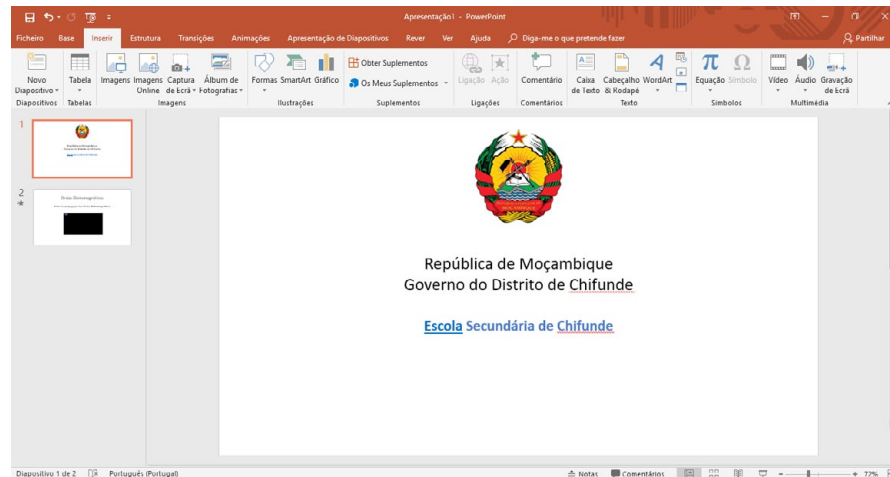 Apresentação1 - PowerPoint
Ficheiro Base Inserir Estrutura Transições Animações Apresentação de Diapositivos Rever Ver Ajuda Diga-me o que pretende fazer Partilhar
Novo Diapositivo
Tabela
Imagens
Imagens Online
Captura de Ecrã
Álbum de Fotografias
Formas
SmartArt
Gráfico
Obter Suplementos
Os Meus Suplementos
Ligação
Ação
Comentário
Caixa de Texto
Cabeçalho & Rodapé
WordArt
Equação
Símbolo
Vídeo
Áudio
Gravação de Ecrã
Diapositivos Tabelas Imagens Ilustrações Suplementos Ligações Comentários Texto Símbolos Multimédia
1
2
República de Moçambique
Governo do Distrito de Chifunde
Escola Secundária de Chifunde
Diapositivo 1 de 2 Português (Portugal) Notas Comentários 72%